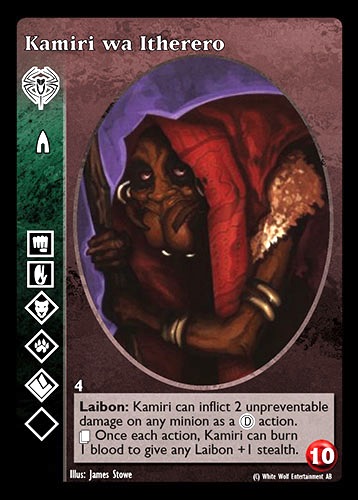 Kamiri wa Itherero
4
Laibon: Kamiri can inflict 2 unpreventable
damage on any minion as a D action.
Once each action, Kamiri can burn
1 blood to give any Laibon +1 stealth.
10
Illus: James Stowe
(C) White Wolf Entertainment AB